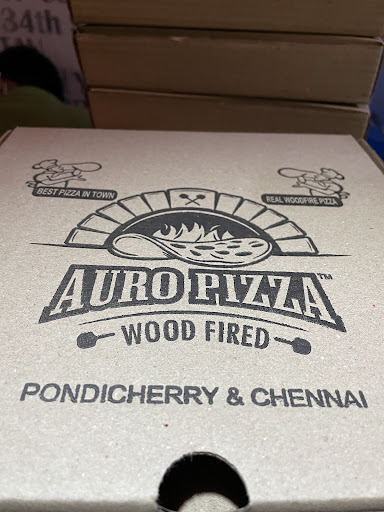 34th
BEST PIZZA IN TOWN
REAL WOODFIRE PIZZA
AURO PIZZA™
WOOD FIRED
PONDICHERRY & CHENNAI